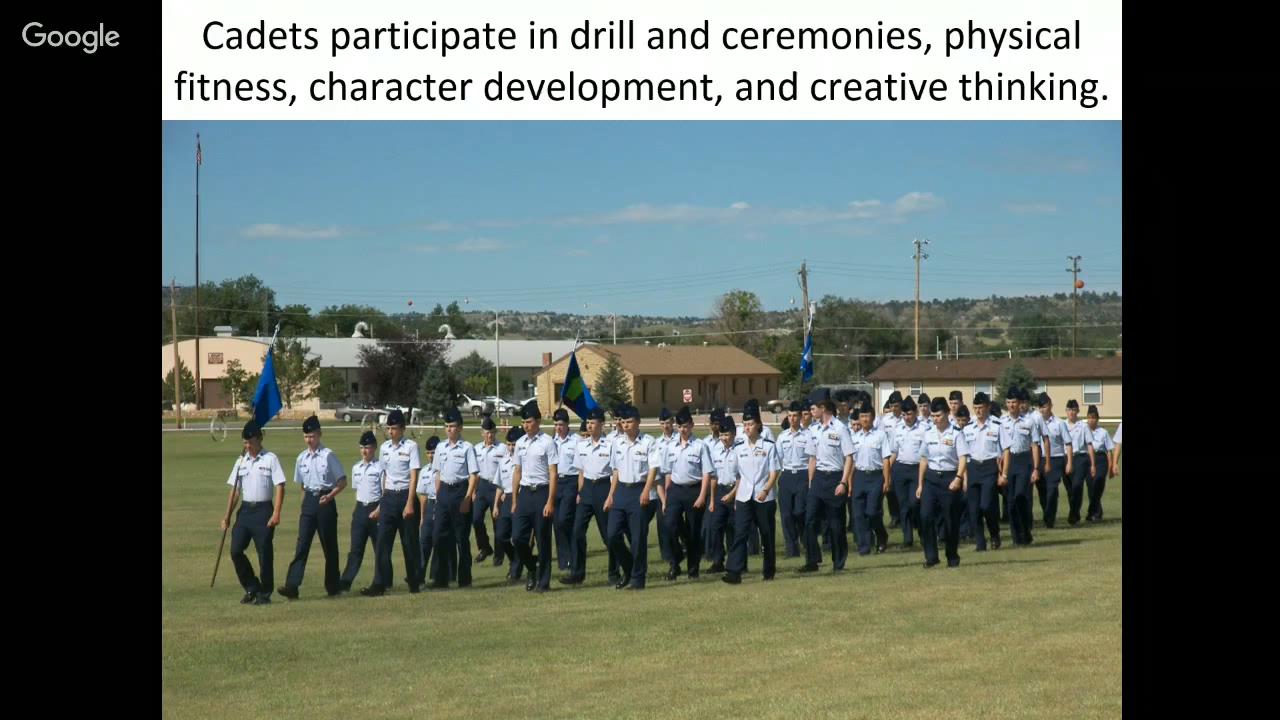 Google
Cadets participate in drill and ceremonies, physical
fitness, character development, and creative thinking.